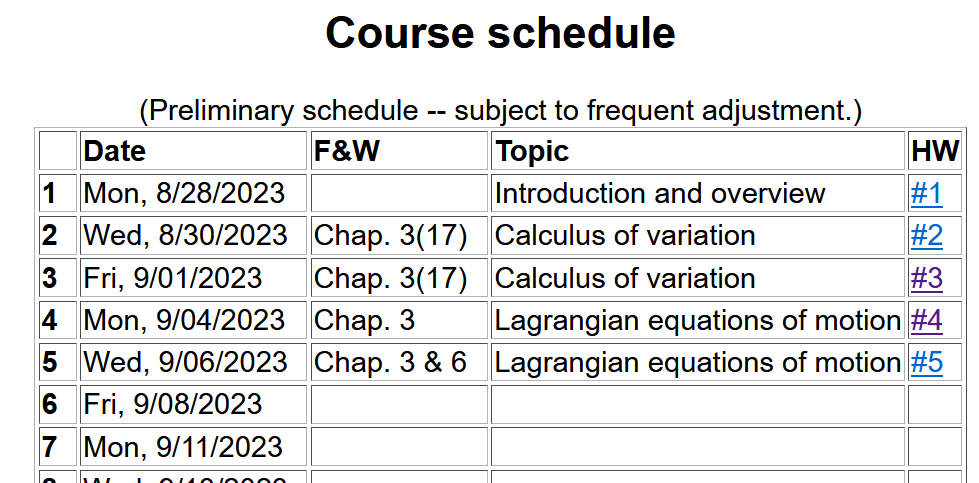 Course schedule
(Preliminary schedule -- subject to frequent adjustment.)
Date F&W Topic HW
1 Mon, 8/28/2023 Introduction and overview #1
2 Wed, 8/30/2023 Chap. 3(17) Calculus of variation #2
3 Fri, 9/01/2023 Chap. 3(17) Calculus of variation #3
4 Mon, 9/04/2023 Chap. 3 Lagrangian equations of motion #4
5 Wed, 9/06/2023 Chap. 3 & 6 Lagrangian equations of motion #5
6 Fri, 9/08/2023
7 Mon, 9/11/2023